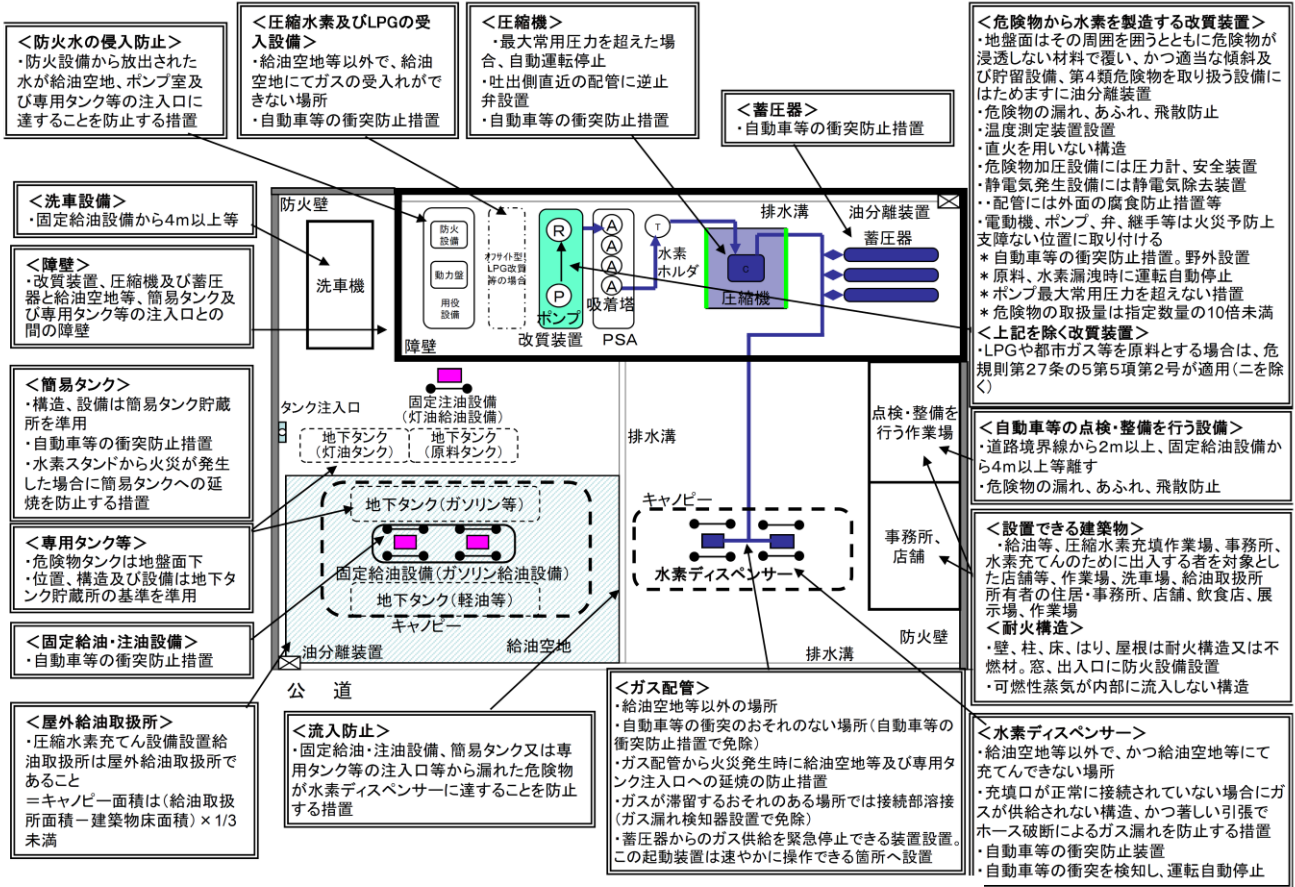 ＜防火水の侵入防止＞
・防火設備から放出された
水が給油空地、ポンプ室及
び専用タンク等の注入口に
達することを防止する措置
＜圧縮水素及びLPGの受
入設備＞
・給油空地等以外で、給油
空地にてガスの受入れがで
きない場所
・自動車等の衝突防止措置
＜圧縮機＞
・最大常用圧力を超えた場
合、自動運転停止
・吐出側直近の配管に逆止
弁設置
・自動車等の衝突防止措置
＜蓄圧器＞
・自動車等の衝突防止措置
＜危険物から水素を製造する改質装置＞
・地盤面はその周囲を囲うとともに危険物が
浸透しない材料で覆い、かつ適当な傾斜及
び貯留設備、第4類危険物を取り扱う設備に
はためますに油分離装置
・危険物の漏れ、あふれ、飛散防止
・温度測定装置設置
・直火を用いない構造
・危険物加圧設備には圧力計、安全装置
・静電気発生設備には静電気除去装置
・・配管には外面の腐食防止措置等
・電動機、ポンプ、弁、継手等は火災予防上
支障ない位置に取り付ける
＊自動車等の衝突防止措置。野外設置
＊原料、水素漏洩時に運転自動停止
＊ポンプ最大常用圧力を超えない措置
＊危険物の取扱量は指定数量の10倍未満
＜上記を除く改質装置＞
・LPGや都市ガス等を原料とする場合は、危
規則第27条の5第5項第2号が適用（ニを除
く）
＜洗車設備＞
・固定給油設備から4m以上等
＜障壁＞
・改質装置、圧縮機及び蓄圧
器と給油空地等、簡易タンク及
び専用タンク等の注入口との
間の障壁
＜簡易タンク＞
・構造、設備は簡易タンク貯蔵
所を準用
・自動車等の衝突防止措置
・水素スタンドから火災が発生
した場合に簡易タンクへの延
焼を防止する措置
＜専用タンク等＞
・危険物タンクは地盤面下
・位置、構造及び設備は地下タ
ンク貯蔵所の基準を準用
＜固定給油・注油設備＞
・自動車等の衝突防止措置
＜屋外給油取扱所＞
・圧縮水素充てん設備設置給
油取扱所は屋外給油取扱所で
あること
＝キャノピー面積は（給油取扱
所面積－建築物床面積）×1/3
未満
防火壁
洗車機
防火
設備
動力盤
用役
設備
オフサイト型
LPG改質
等の場合
R
P
ポンプ
改質装置
A
A
A
A
吸着塔
PSA
T
水素
ホルダ
C
圧縮機
排水溝
油分離装置
蓄圧器
障壁
固定注油設備
（灯油給油設備）
タンク注入口
地下タンク
（灯油タンク）
地下タンク
（原料タンク）
排水溝
地下タンク（ガソリン等）
固定給油設備（ガソリン給油設備）
地下タンク（軽油等）
キャノピー
油分離装置
給油空地
公　道
キャノピー
水素ディスペンサー
点検・整備を
行う作業場
事務所、
店舗
防火壁
排水溝
＜自動車等の点検・整備を行う設備＞
・道路境界線から2m以上、固定給油設備か
ら4m以上等離す
・危険物の漏れ、あふれ、飛散防止
＜設置できる建築物＞
・給油等、圧縮水素充填作業場、事務所、
水素充てんのために出入する者を対象とし
た店舗等、作業場、洗車場、給油取扱所
所有者の住居・事務所、店舗、飲食店、展
示場、作業場
＜耐火構造＞
・壁、柱、床、はり、屋根は耐火構造又は不
燃材。窓、出入口に防火設備設置
・可燃性蒸気が内部に流入しない構造
＜流入防止＞
・固定給油・注油設備、簡易タンク又は専
用タンク等の注入口等から漏れた危険物
が水素ディスペンサーに達することを防止
する措置
＜ガス配管＞
・給油空地等以外の場所
・自動車等の衝突のおそれのない場所（自動車等の
衝突防止措置で免除）
・ガス配管から火災発生時に給油空地等及び専用タ
ンク注入口への延焼の防止措置
・ガスが滞留するおそれのある場所では接続部溶接
（ガス漏れ検知器設置で免除）
・蓄圧器からのガス供給を緊急停止できる装置設置。
この起動装置は速やかに操作できる箇所へ設置
＜水素ディスペンサー＞
・給油空地等以外で、かつ給油空地等にて
充てんできない場所
・充填口が正常に接続されていない場合にガ
スが供給されない構造、かつ著しい引張で
ホース破断によるガス漏れを防止する措置
・自動車等の衝突防止装置
・自動車等の衝突を検知し、運転自動停止